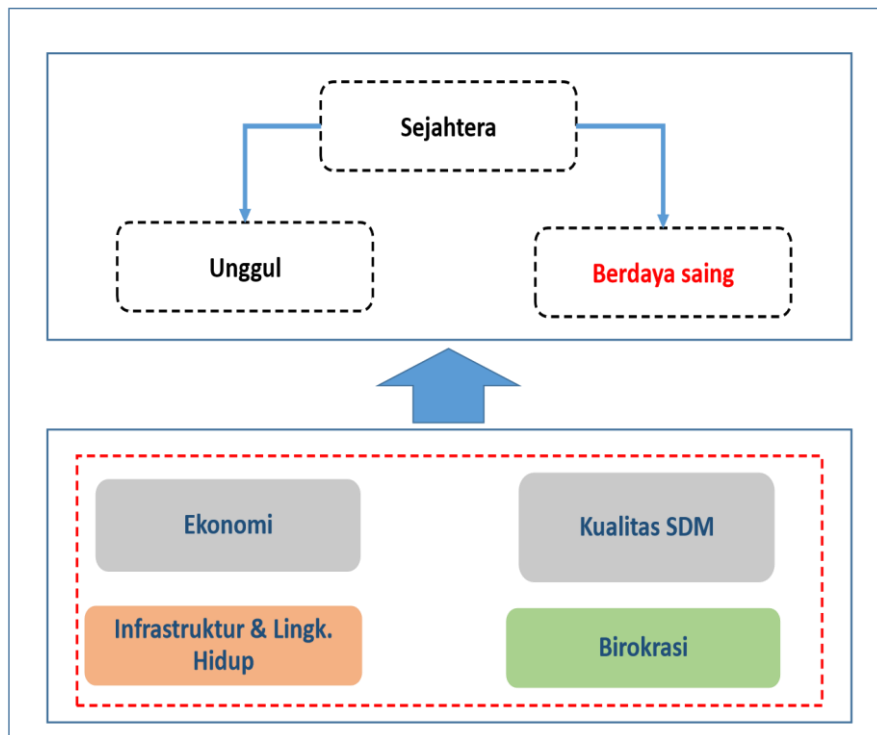 Sejahtera
Unggul
Berdaya saing
Ekonomi
Kualitas SDM
Infrastruktur & Lingk.
Hidup
Birokrasi